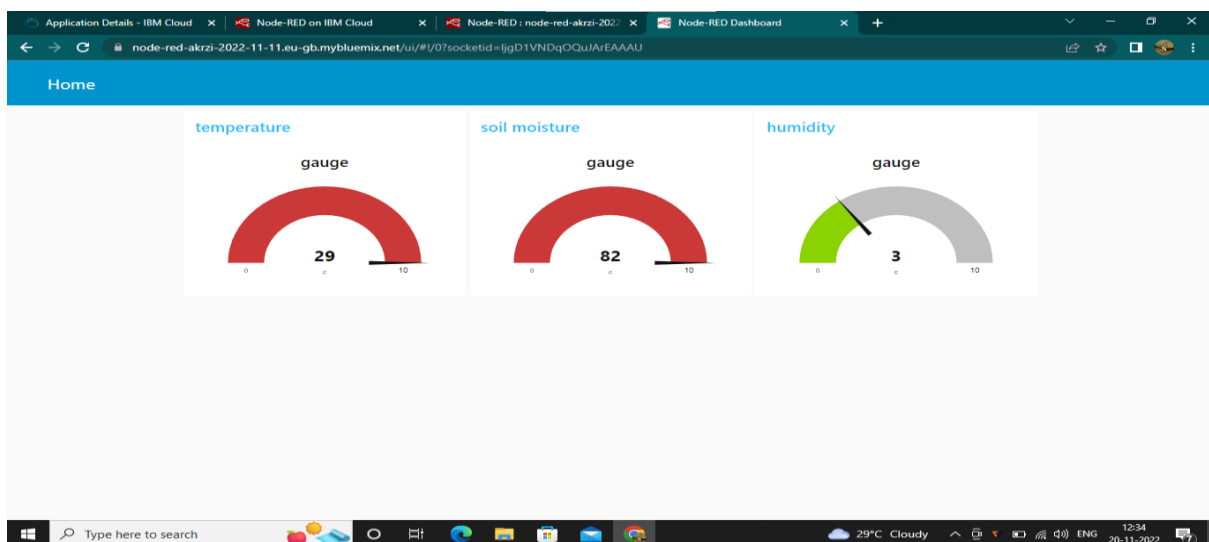 Application Details - IBM Cloud
Node-RED on IBM Cloud
Node-RED : node-red-akrzi-2022
Node-RED Dashboard
node-red-akrzi-2022-11-11.eu-gb.mybluemix.net/ui/#!/0?socketid=IjgD1VNDqOQuJArEAAAU
Home
temperature
gauge
29
0 c 10
soil moisture
gauge
82
0 c 10
humidity
gauge
3
0 c 10
Type here to search
29°C Cloudy
ENG
12:34
20-11-2022